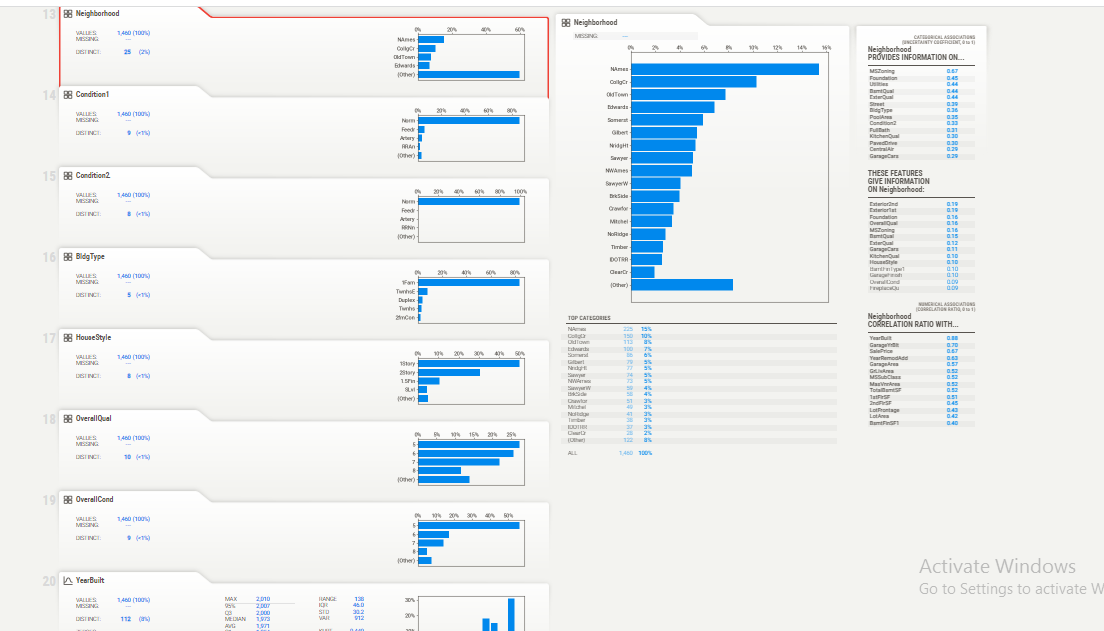 13
Neighborhood
VALUES: 1,460 (100%)
MISSING: ---
DISTINCT: 25 (2%)
0% 20% 40% 60%
NAmes
CollgCr
OldTown
Edwards
(Other)
14
Condition1
VALUES: 1,460 (100%)
MISSING: ---
DISTINCT: 9 (<1%)
0% 20% 40% 60% 80%
Norm
Feedr
Artery
RRAn
(Other)
15
Condition2
VALUES: 1,460 (100%)
MISSING: ---
DISTINCT: 8 (<1%)
0% 20% 40% 60% 80% 100%
Norm
Feedr
Artery
RRNn
(Other)
16
BldgType
VALUES: 1,460 (100%)
MISSING: ---
DISTINCT: 5 (<1%)
0% 20% 40% 60% 80%
1Fam
TwnhsE
Duplex
Twnhs
2fmCon
17
HouseStyle
VALUES: 1,460 (100%)
MISSING: ---
DISTINCT: 8 (<1%)
0% 10% 20% 30% 40% 50%
1Story
2Story
1.5Fin
SLvl
(Other)
18
OverallQual
VALUES: 1,460 (100%)
MISSING: ---
DISTINCT: 10 (<1%)
0% 5% 10% 15% 20% 25%
5
6
7
8
(Other)
19
OverallCond
VALUES: 1,460 (100%)
MISSING: ---
DISTINCT: 9 (<1%)
0% 10% 20% 30% 40% 50%
5
6
7
8
(Other)
20
YearBuilt
VALUES: 1,460 (100%)
MISSING: ---
DISTINCT: 112 (8%)
MAX 2,010
95% 2,007
Q3 2,000
MEDIAN 1,973
AVG 1,971
RANGE 138
IQR 46.0
STD 30.2
VAR 912
30%
20%
10%
Neighborhood
MISSING: ---
0% 2% 4% 6% 8% 10% 12% 14% 16%
NAmes
CollgCr
OldTown
Edwards
Somerst
Gilbert
NridgHt
Sawyer
NWAmes
SawyerW
BrkSide
Crawfor
Mitchel
NoRidge
Timber
IDOTRR
ClearCr
(Other)
TOP CATEGORIES
NAmes 225 15%
CollgCr 150 10%
OldTown 113 8%
Edwards 100 7%
Somerst 86 6%
Gilbert 79 5%
NridgHt 77 5%
Sawyer 74 5%
NWAmes 73 5%
SawyerW 59 4%
BrkSide 58 4%
Crawfor 51 3%
Mitchel 49 3%
NoRidge 41 3%
Timber 38 3%
IDOTRR 37 3%
ClearCr 28 2%
(Other) 122 8%
ALL 1,460 100%
CATEGORICAL ASSOCIATIONS
(UNCERTAINTY COEFFICIENT, 0 to 1)
Neighborhood
PROVIDES INFORMATION ON...
MSZoning 0.67
Foundation 0.45
Utilities 0.44
BsmtQual 0.44
ExterQual 0.44
Street 0.39
BldgType 0.36
PoolArea 0.35
Condition2 0.33
FullBath 0.31
KitchenQual 0.30
PavedDrive 0.30
CentralAir 0.29
GarageCars 0.29
THESE FEATURES
GIVE INFORMATION
ON Neighborhood:
Exterior2nd 0.19
Exterior1st 0.19
Foundation 0.16
OverallQual 0.16
MSZoning 0.16
BsmtQual 0.15
ExterQual 0.12
GarageCars 0.11
KitchenQual 0.10
HouseStyle 0.10
BsmtFinType1 0.10
GarageFinish 0.10
OverallCond 0.09
FireplaceQu 0.09
NUMERICAL ASSOCIATIONS
(CORRELATION RATIO, 0 to 1)
Neighborhood
CORRELATION RATIO WITH...
YearBuilt 0.88
GarageYrBlt 0.70
SalePrice 0.67
YearRemodAdd 0.63
GarageArea 0.57
GrLivArea 0.52
MSSubClass 0.52
MasVnrArea 0.52
TotalBsmtSF 0.52
1stFlrSF 0.51
2ndFlrSF 0.45
LotFrontage 0.43
LotArea 0.42
BsmtFinSF1 0.40
Activate Windows
Go to Settings to activate W